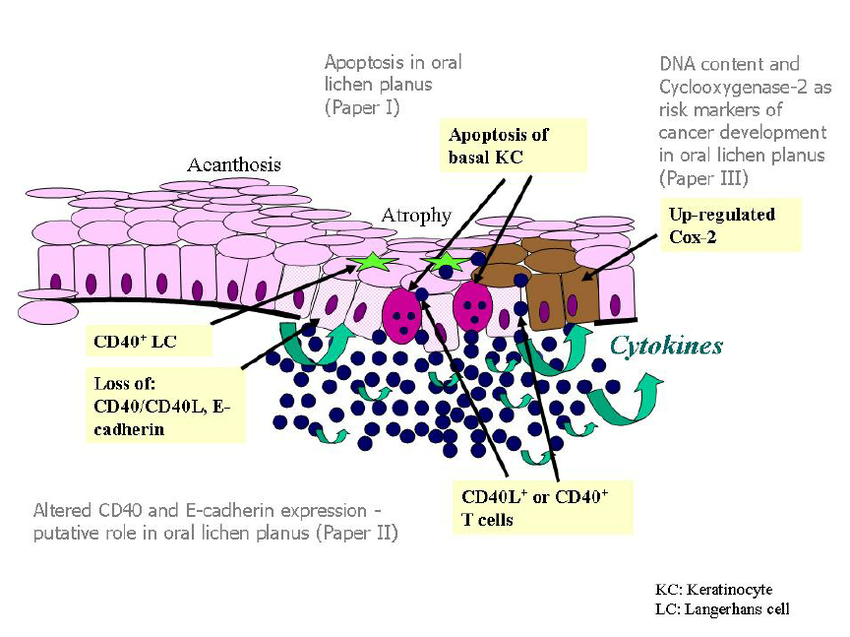 Apoptosis in oral
lichen planus
(Paper I)
DNA content and
Cyclooxygenase-2 as
risk markers of
cancer development
in oral lichen planus
(Paper III)
Apoptosis of
basal KC
Acanthosis
Atrophy
Up-regulated
Cox-2
CD40⁺ LC
Cytokines
Loss of:
CD40/CD40L, E-
cadherin
CD40L⁺ or CD40⁺
T cells
Altered CD40 and E-cadherin expression -
putative role in oral lichen planus (Paper II)
KC: Keratinocyte
LC: Langerhans cell